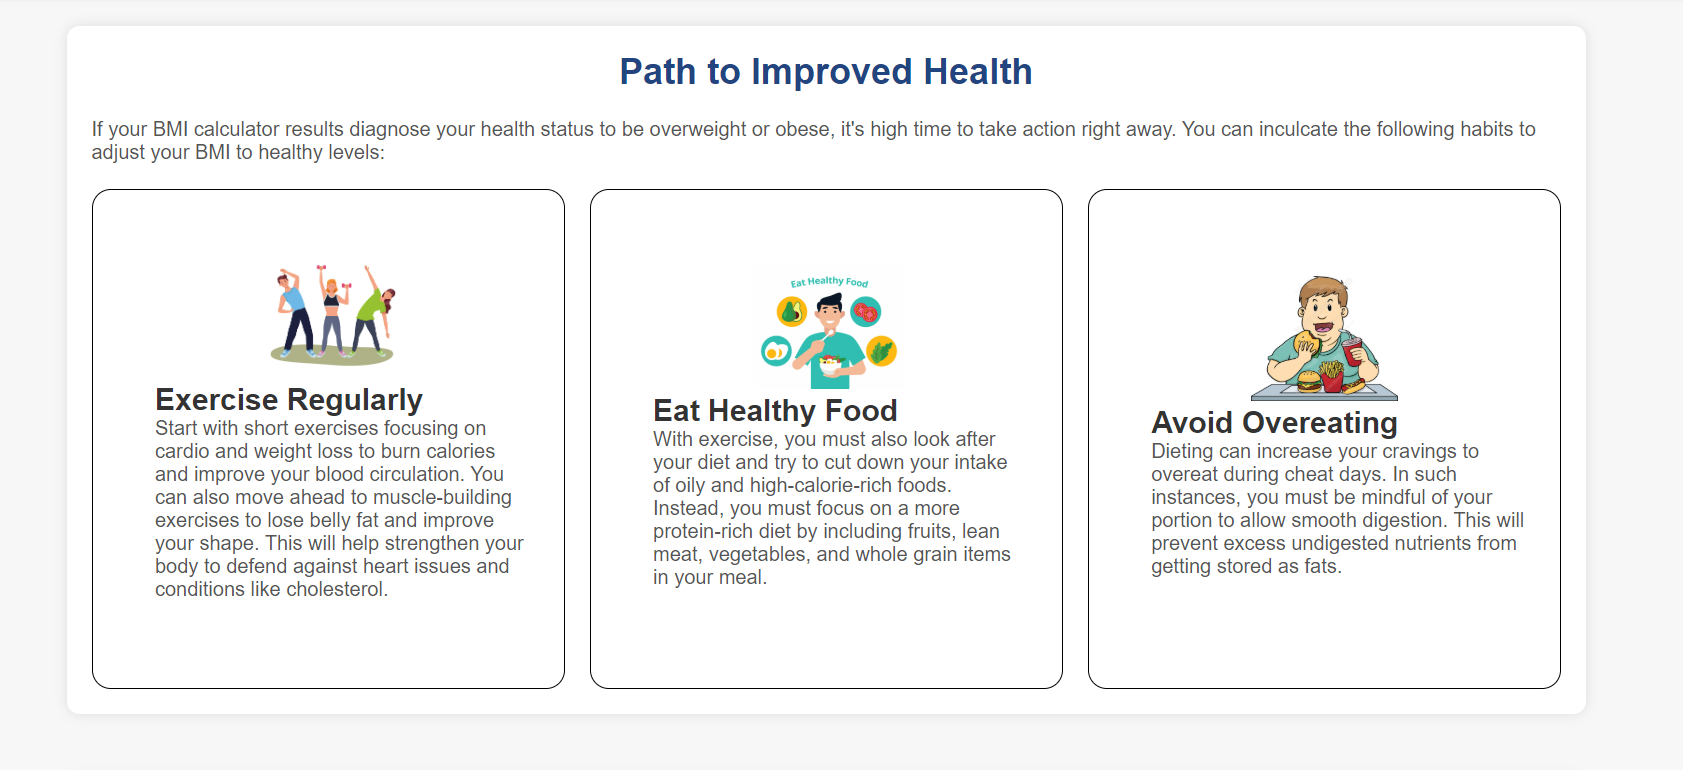 Path to Improved Health
If your BMI calculator results diagnose your health status to be overweight or obese, it's high time to take action right away. You can inculcate the following habits to
adjust your BMI to healthy levels:
Exercise Regularly
Start with short exercises focusing on
cardio and weight loss to burn calories
and improve your blood circulation. You
can also move ahead to muscle-building
exercises to lose belly fat and improve
your shape. This will help strengthen your
body to defend against heart issues and
conditions like cholesterol.
Eat Healthy Food
Eat Healthy Food
With exercise, you must also look after
your diet and try to cut down your intake
of oily and high-calorie-rich foods.
Instead, you must focus on a more
protein-rich diet by including fruits, lean
meat, vegetables, and whole grain items
in your meal.
Avoid Overeating
Dieting can increase your cravings to
overeat during cheat days. In such
instances, you must be mindful of your
portion to allow smooth digestion. This will
prevent excess undigested nutrients from
getting stored as fats.